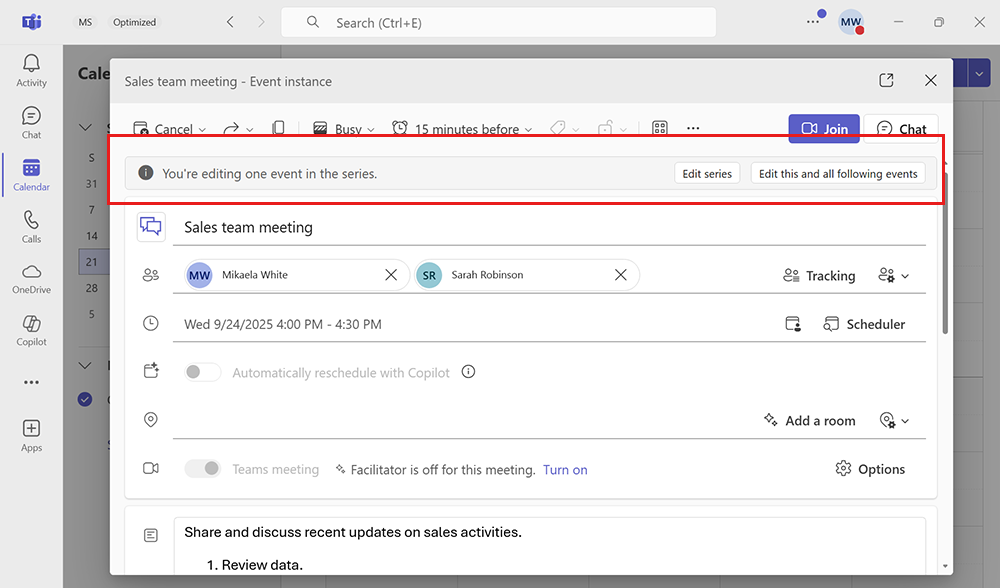 MS Optimized Search (Ctrl+E) MW
Activity
Chat
Calendar
Calls
OneDrive
Copilot
Apps
Cale
S
31
7
14
21
28
5
Sales team meeting - Event instance
Cancel Busy 15 minutes before Join Chat
You're editing one event in the series. Edit series Edit this and all following events
Sales team meeting
MW Mikaela White SR Sarah Robinson Tracking
Wed 9/24/2025 4:00 PM - 4:30 PM Scheduler
Automatically reschedule with Copilot
Add a room
Teams meeting Facilitator is off for this meeting. Turn on Options
Share and discuss recent updates on sales activities.
1. Review data.